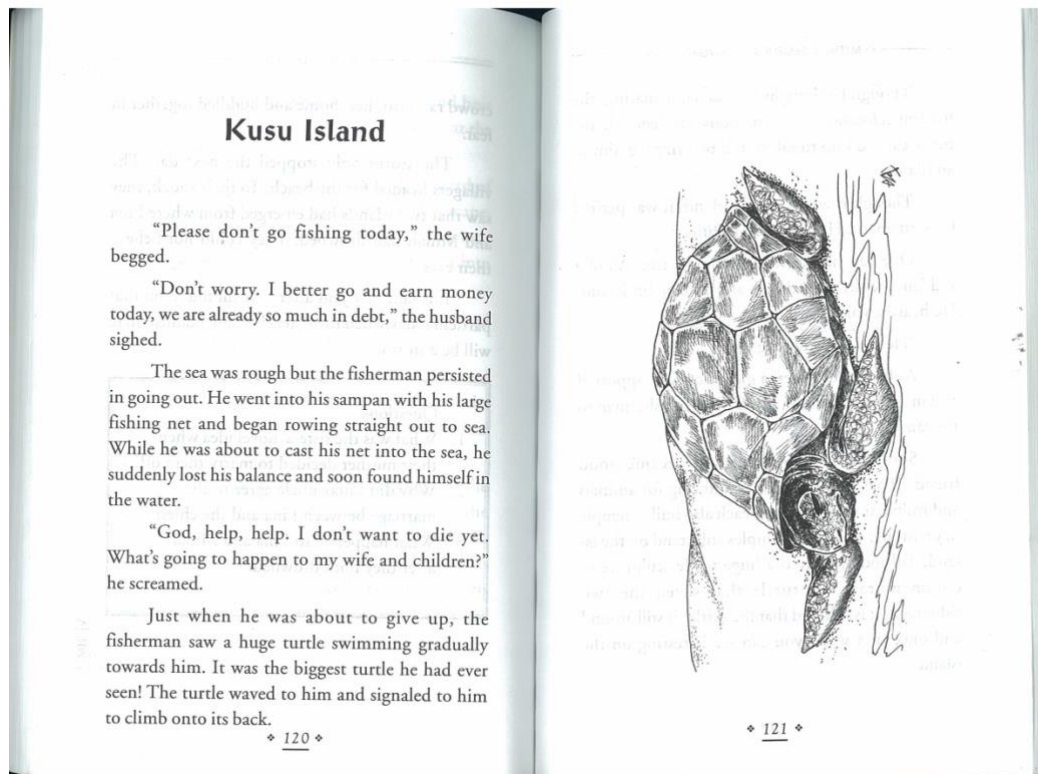 Kusu Island
“Please don’t go fishing today,” the wife
begged.
“Don’t worry. I better go and earn money
today, we are already so much in debt,” the husband
sighed.
The sea was rough but the fisherman persisted
in going out. He went into his sampan with his large
fishing net and began rowing straight out to sea.
While he was about to cast his net into the sea, he
suddenly lost his balance and soon found himself in
the water.
“God, help, help. I don’t want to die yet.
What’s going to happen to my wife and children?”
he screamed.
Just when he was about to give up, the
fisherman saw a huge turtle swimming gradually
towards him. It was the biggest turtle he had ever
seen! The turtle waved to him and signaled to him
to climb onto its back.
120
121